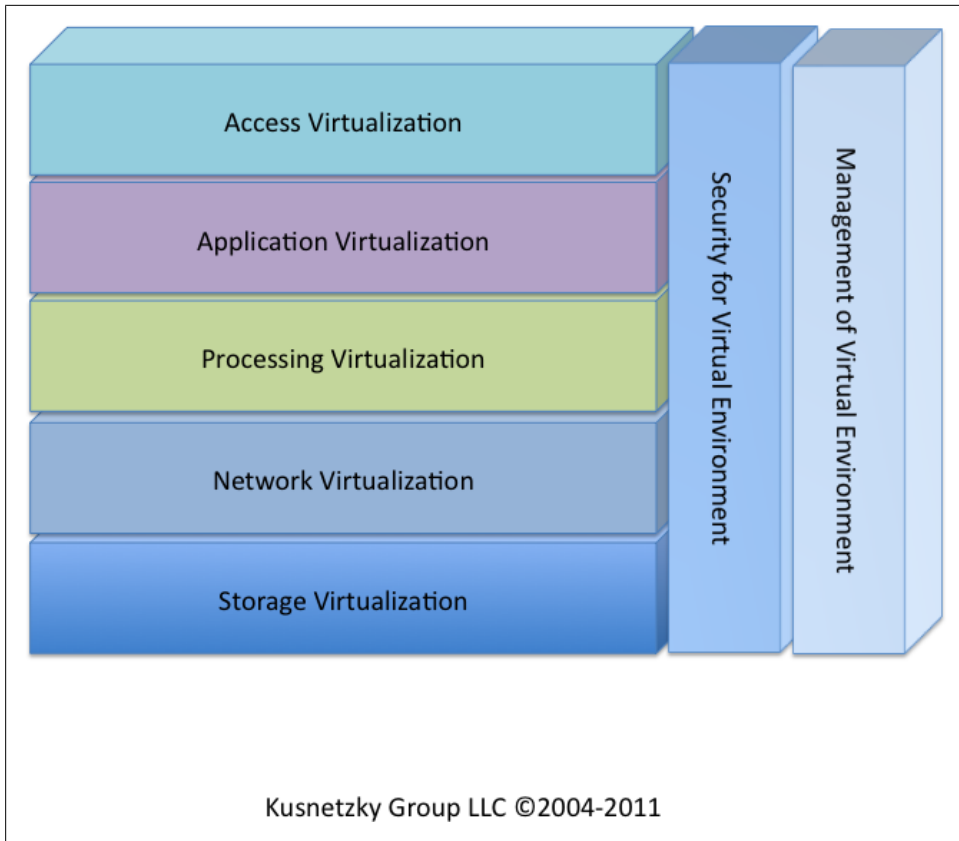 Access Virtualization
Application Virtualization
Processing Virtualization
Network Virtualization
Storage Virtualization
Security for Virtual Environment
Management of Virtual Environment
Kusnetzky Group LLC ©2004-2011